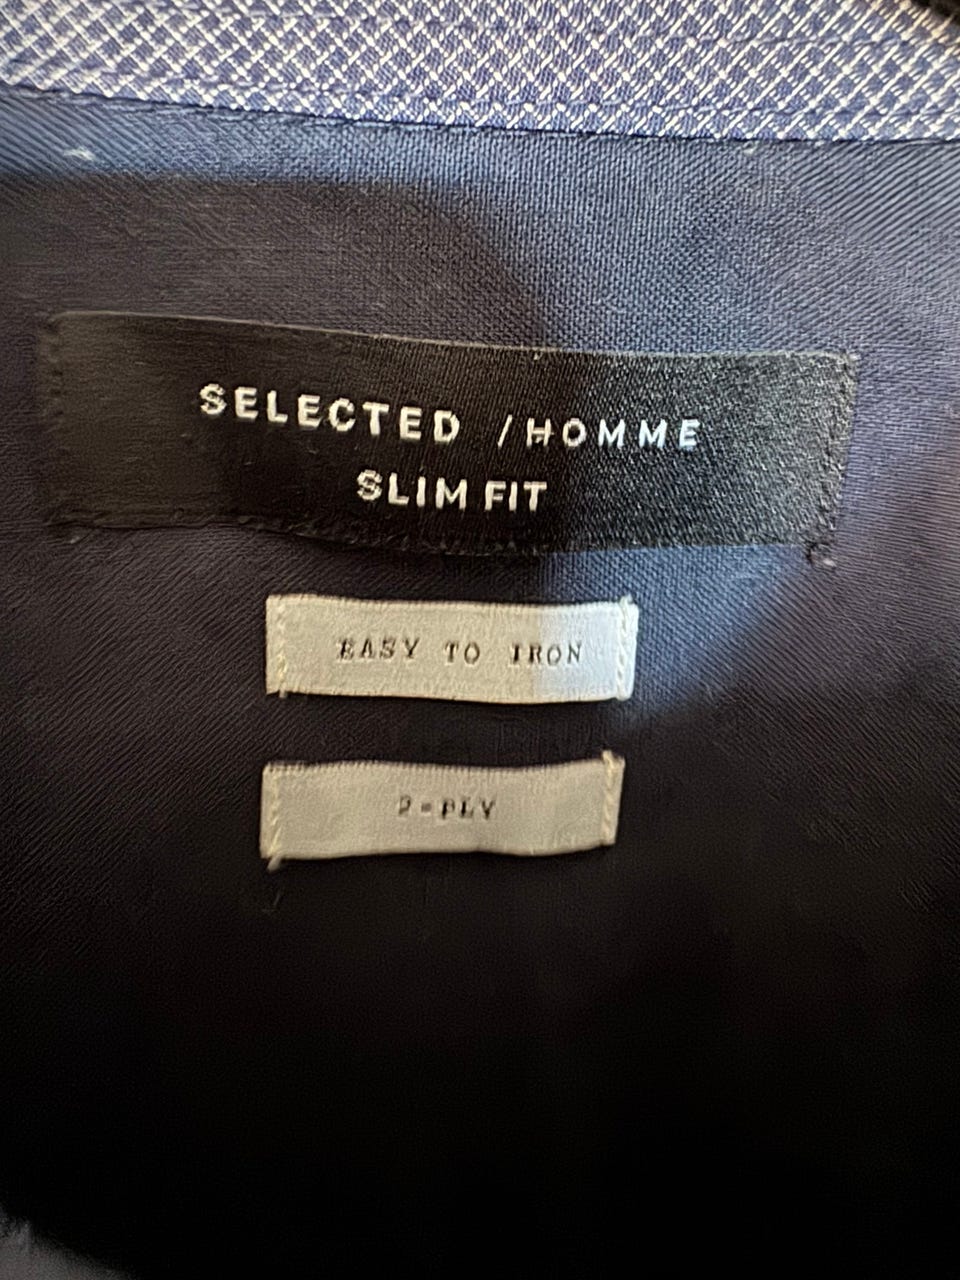 SELECTED /HOMME
SLIM FIT
EASY TO IRON
2-PLY